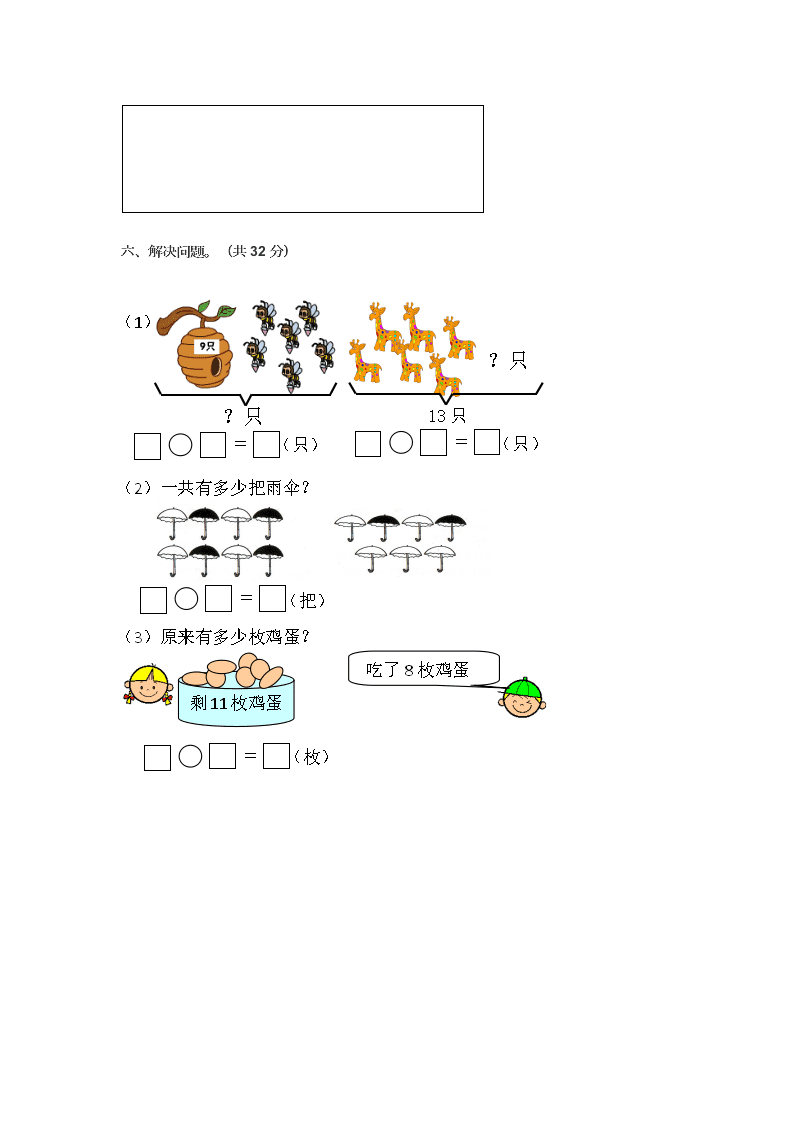 六、解决问题。（共 32 分）
（1）
9只
？只
？只
13 只
□○□=□（只）
□○□=□（只）
（2）一共有多少把雨伞？
□○□=□（把）
（3）原来有多少枚鸡蛋？
吃了 8 枚鸡蛋
剩 11 枚鸡蛋
□○□=□（枚）